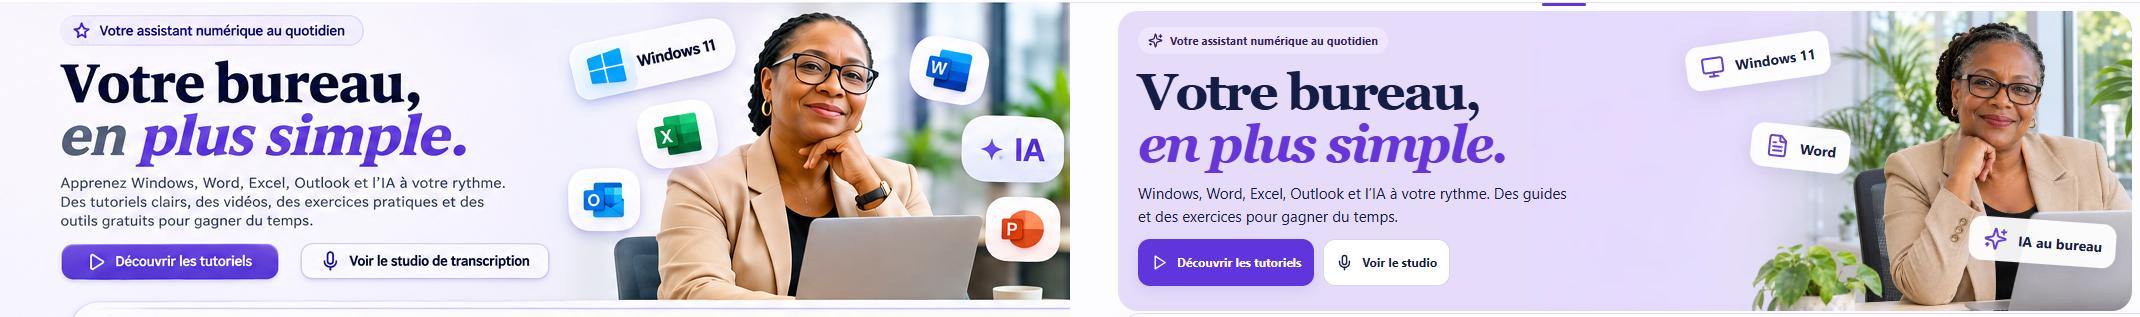 Votre assistant numérique au quotidien
Votre bureau,
en plus simple.
Apprenez Windows, Word, Excel, Outlook et l’IA à votre rythme.
Des tutoriels clairs, des vidéos, des exercices pratiques et des
outils gratuits pour gagner du temps.
Découvrir les tutoriels
Voir le studio de transcription
Windows 11
W
X
IA
O
P
Votre assistant numérique au quotidien
Votre bureau,
en plus simple.
Windows, Word, Excel, Outlook et l’IA à votre rythme. Des guides
et des exercices pour gagner du temps.
Découvrir les tutoriels
Voir le studio
Windows 11
Word
IA au bureau